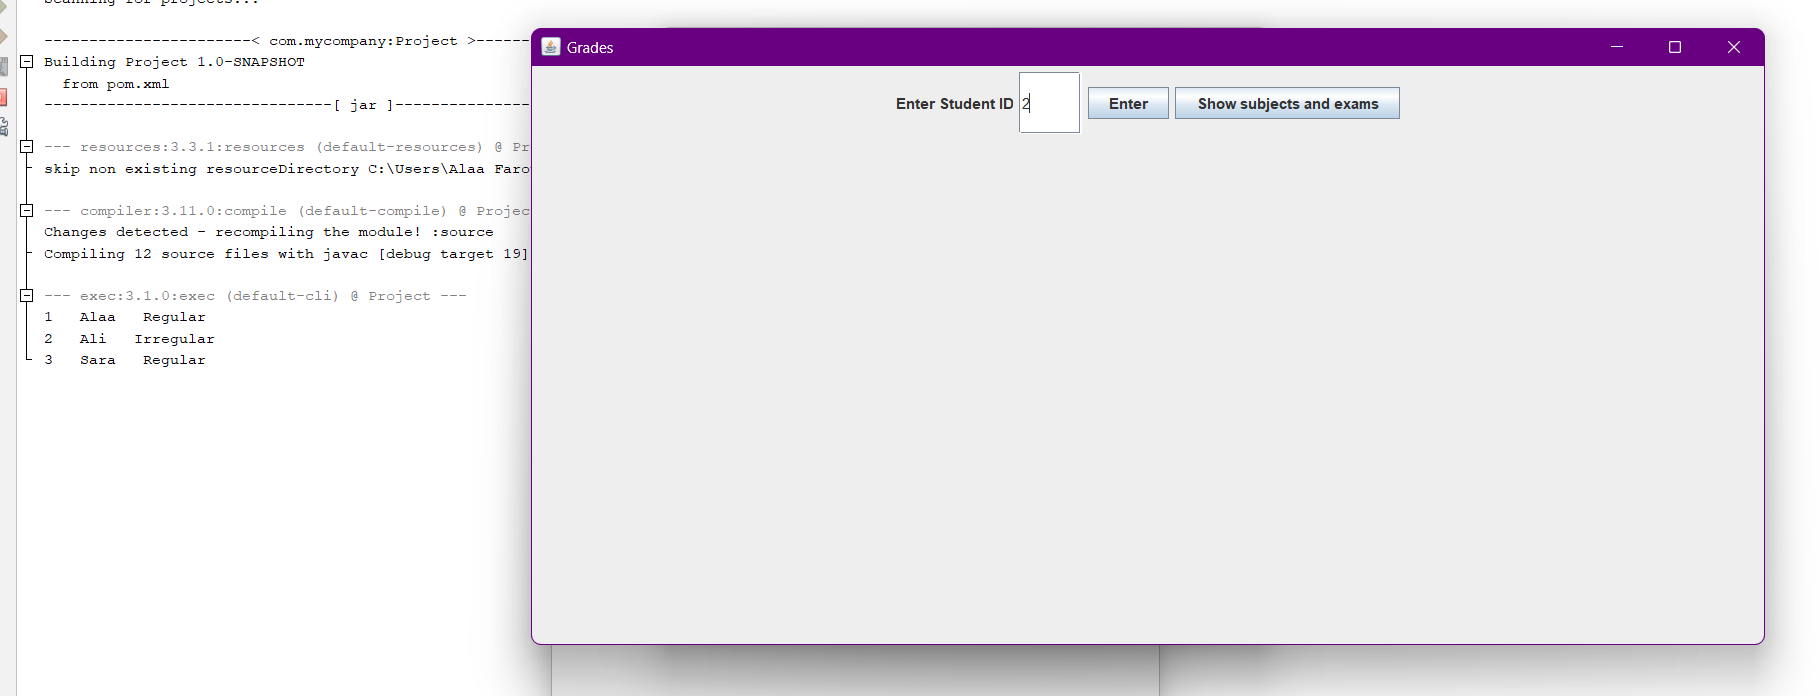 Scanning for projects...
-----------------------< com.mycompany:Project >------
Building Project 1.0-SNAPSHOT
from pom.xml
--------------------------------[ jar ]---------------
--- resources:3.3.1:resources (default-resources) @ Pr
skip non existing resourceDirectory C:\Users\Alaa Faro
--- compiler:3.11.0:compile (default-compile) @ Projec
Changes detected - recompiling the module! :source
Compiling 12 source files with javac [debug target 19]
--- exec:3.1.0:exec (default-cli) @ Project ---
1 Alaa Regular
2 Ali Irregular
3 Sara Regular
Grades
Enter Student ID 2 Enter Show subjects and exams